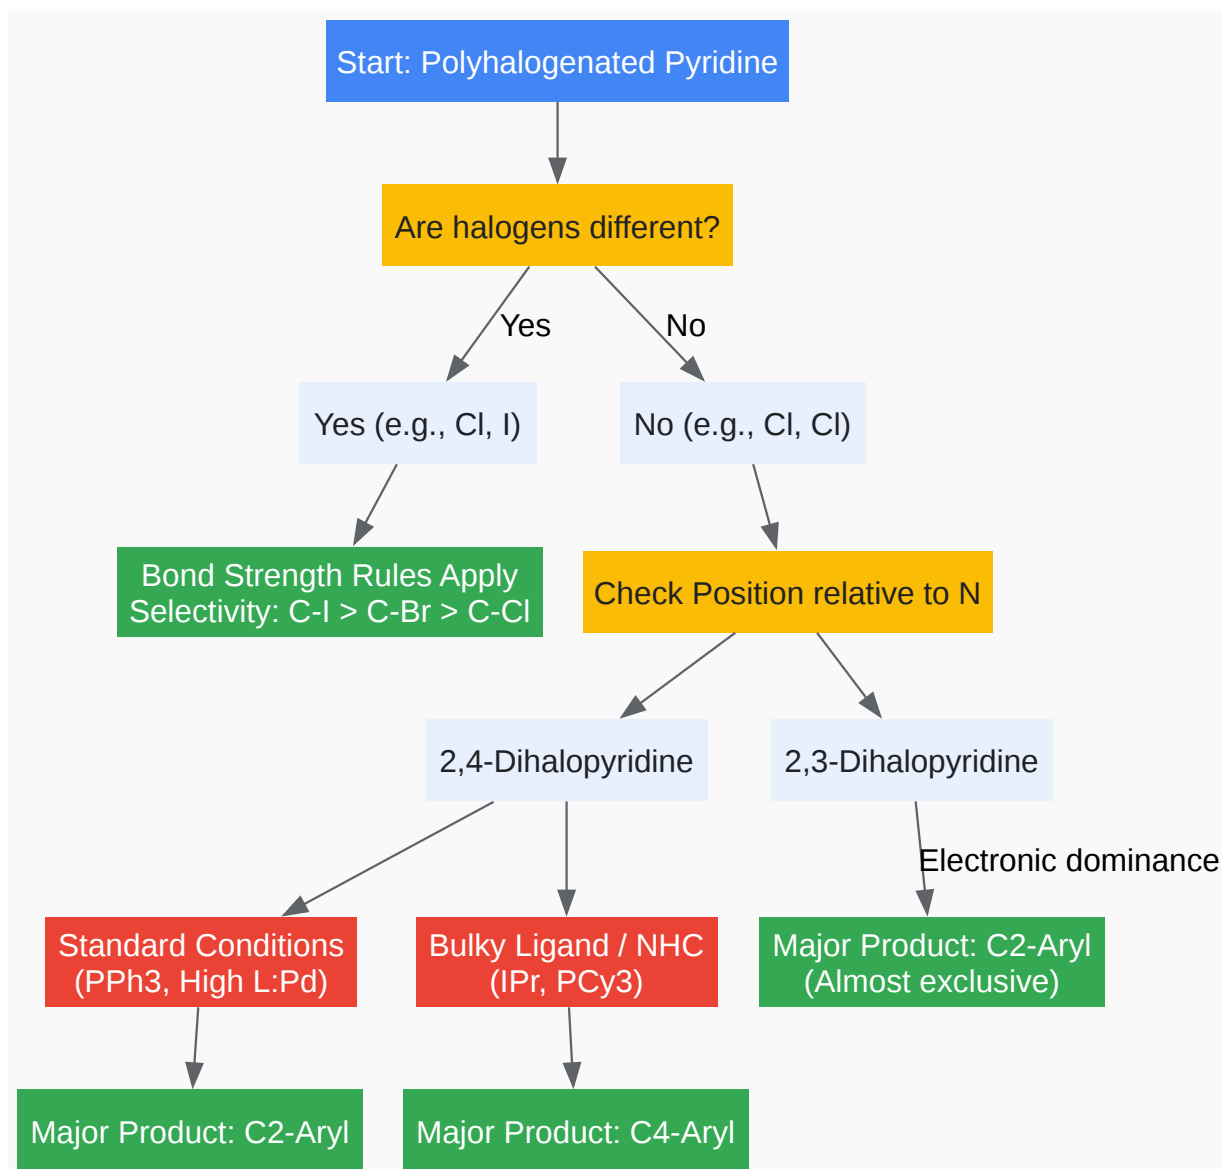 Start: Polyhalogenated Pyridine
Are halogens different?
Yes
No
Yes (e.g., Cl, I)
No (e.g., Cl, Cl)
Bond Strength Rules Apply
Selectivity: C-I > C-Br > C-Cl
Check Position relative to N
2,4-Dihalopyridine
2,3-Dihalopyridine
Electronic dominance
Standard Conditions
(PPh3, High L:Pd)
Bulky Ligand / NHC
(IPr, PCy3)
Major Product: C2-Aryl
(Almost exclusive)
Major Product: C2-Aryl
Major Product: C4-Aryl